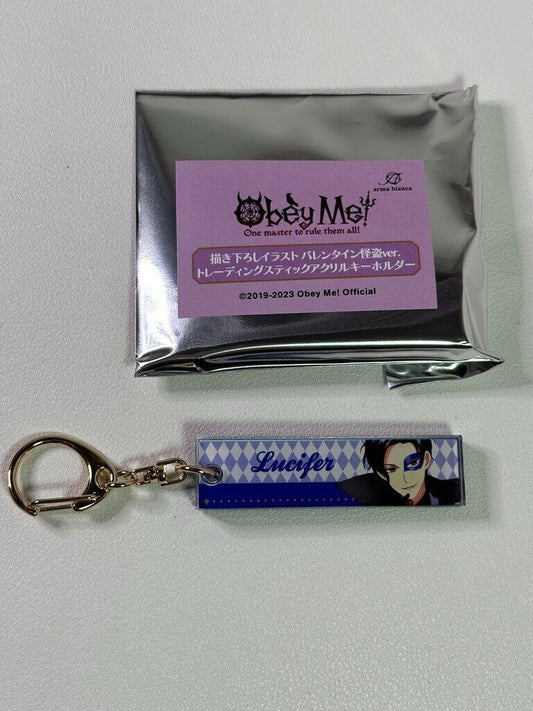 arma bianca
Obey Me!
One master to rule them all!
描き下ろしイラスト バレンタイン怪盗ver.
トレーディングスティックアクリルキーホルダー
©2019-2023 Obey Me! Official
Lucifer